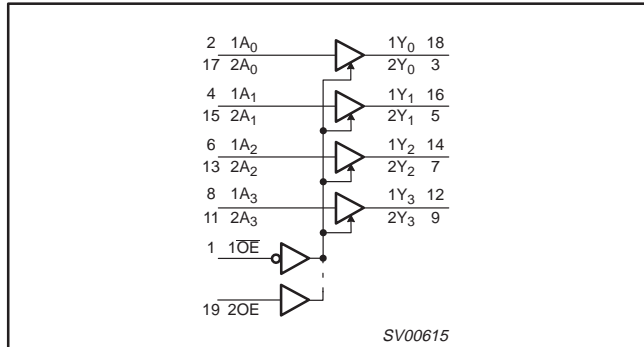 2 1A0 1Y0 18
17 2A0 2Y0 3
4 1A1 1Y1 16
15 2A1 2Y1 5
6 1A2 1Y2 14
13 2A2 2Y2 7
8 1A3 1Y3 12
11 2A3 2Y3 9
1 1O̅E̅
19 2OE
SV00615